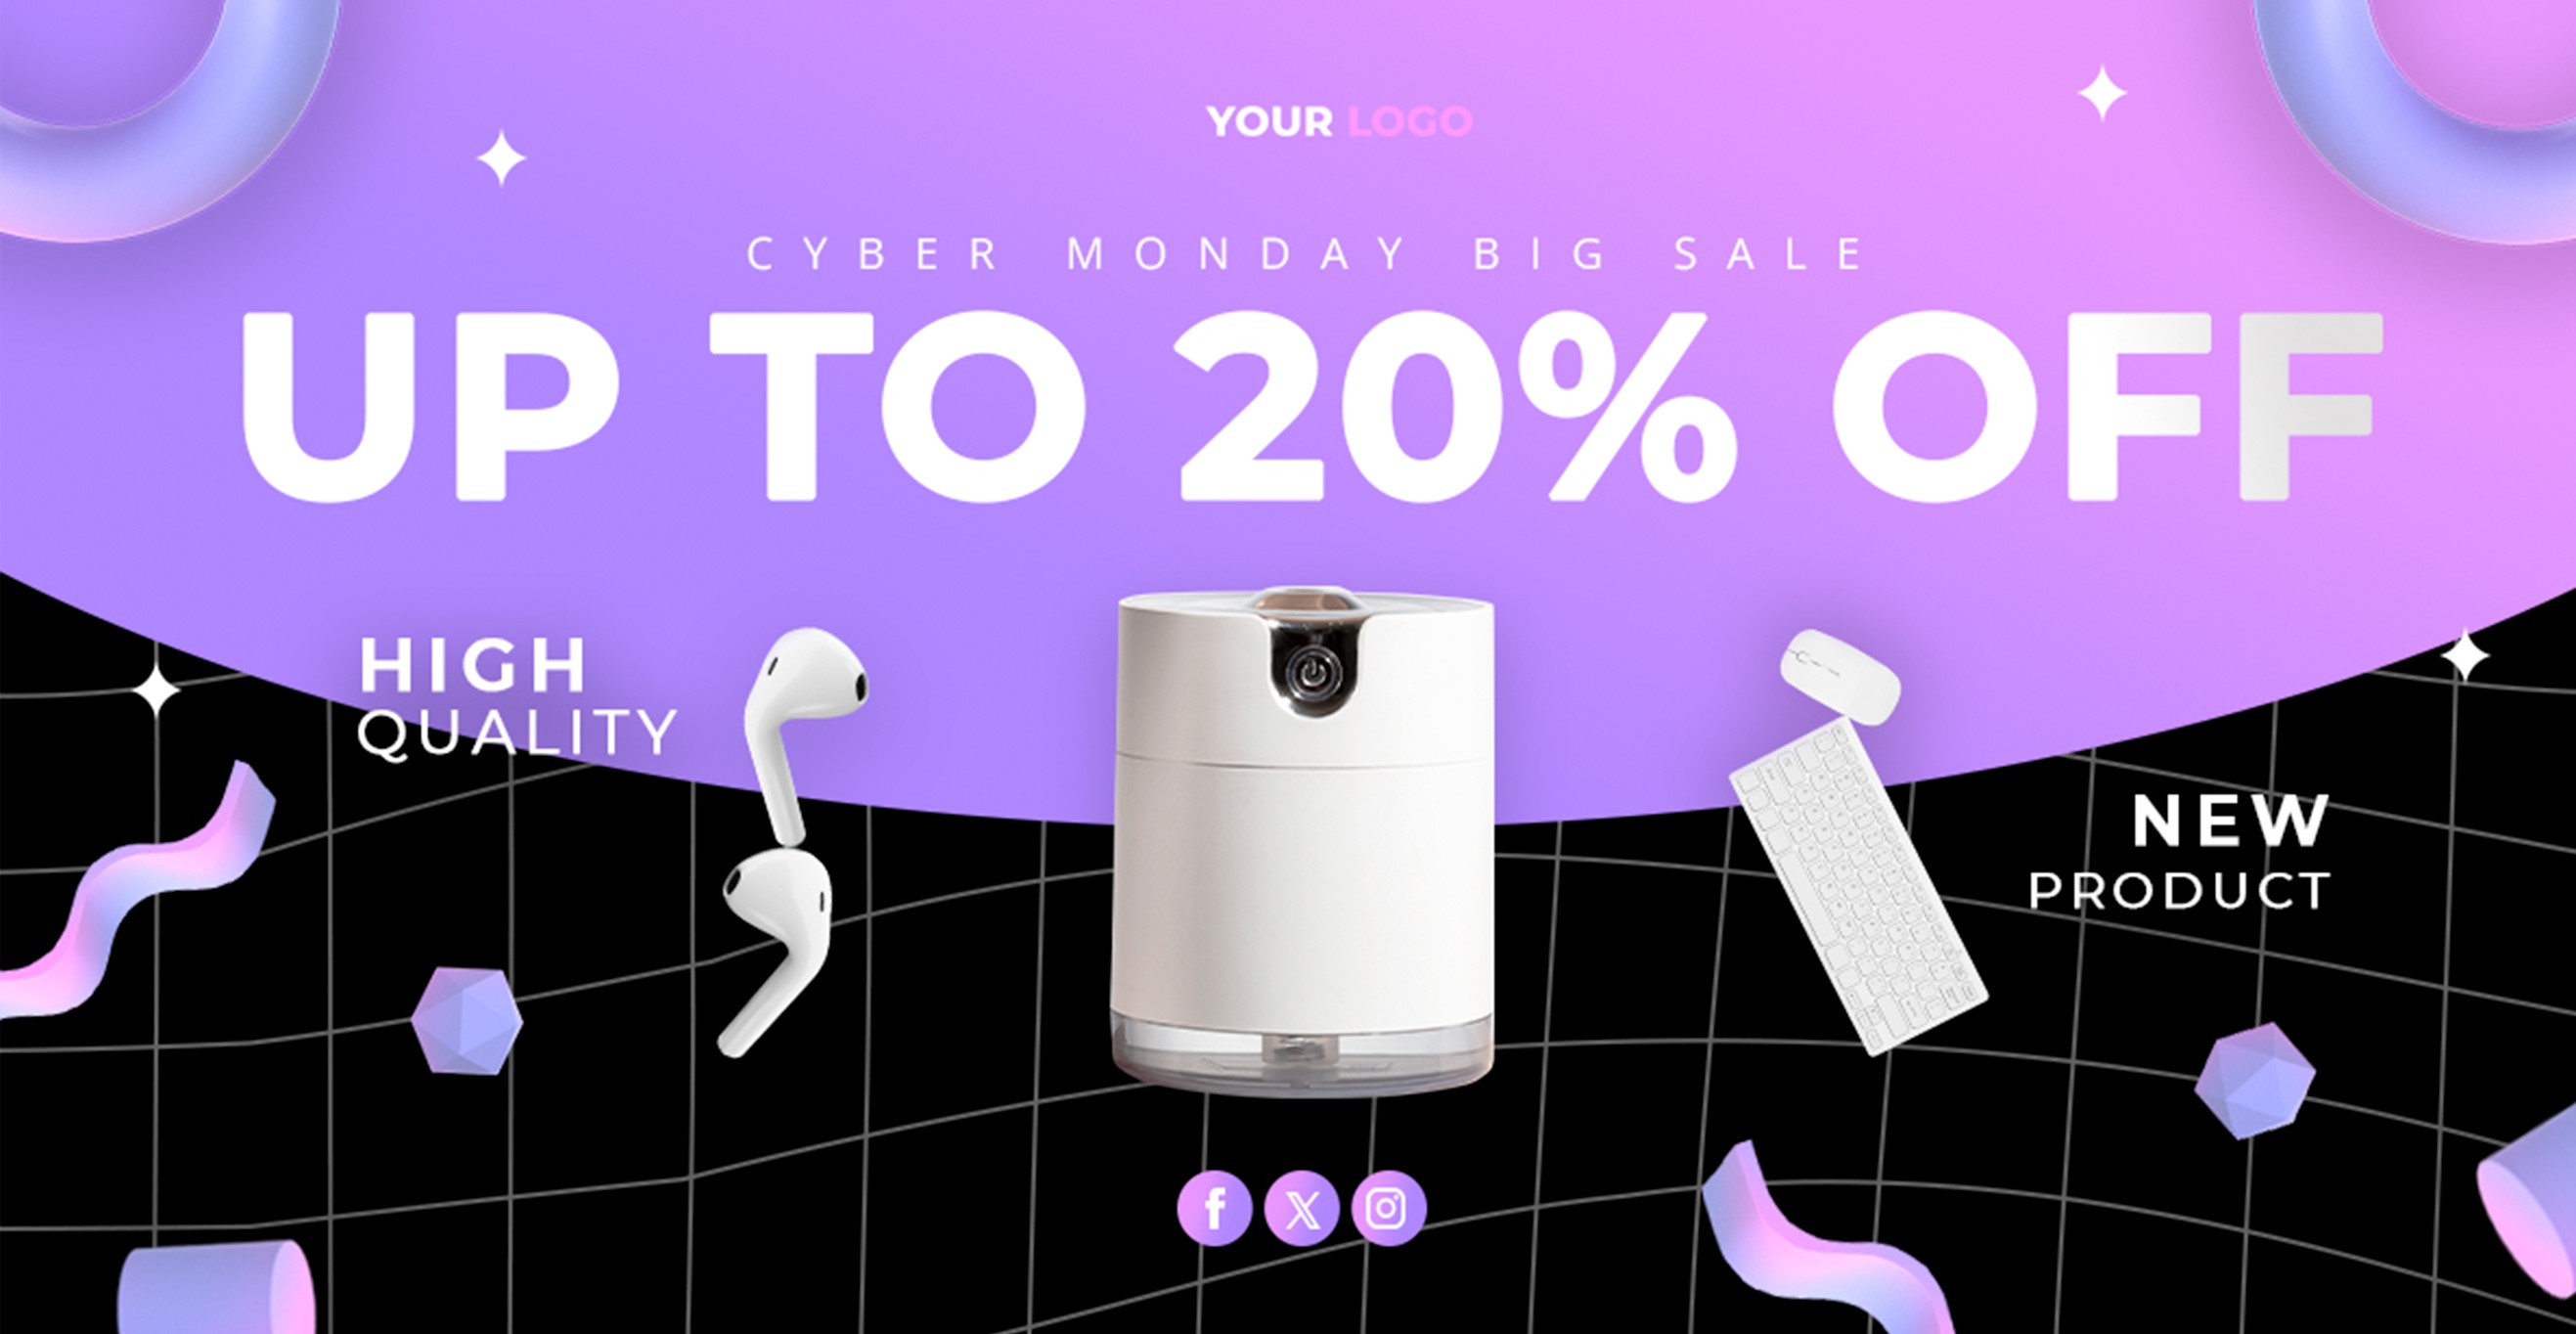 YOUR LOGO
CYBER MONDAY BIG SALE
UP TO 20% OFF
HIGH
QUALITY
NEW
PRODUCT